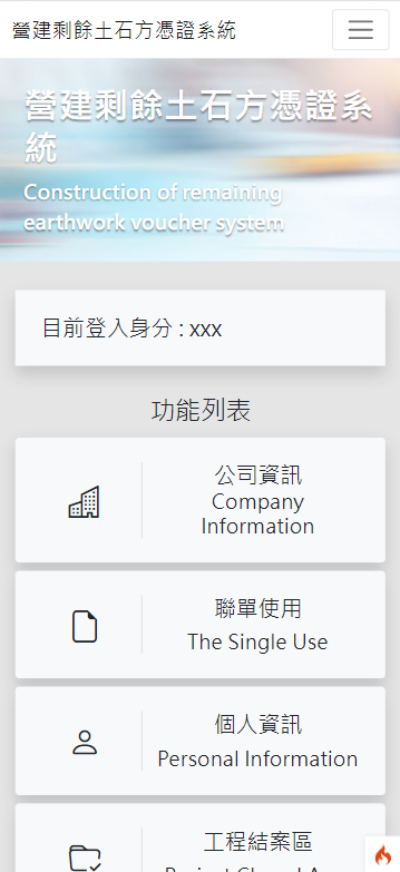 營建剩餘土石方憑證系統
營建剩餘土石方憑證系
統
Construction of remaining
earthwork voucher system
目前登入身分 : xxx
功能列表
公司資訊
Company
Information
聯單使用
The Single Use
個人資訊
Personal Information
工程結案區